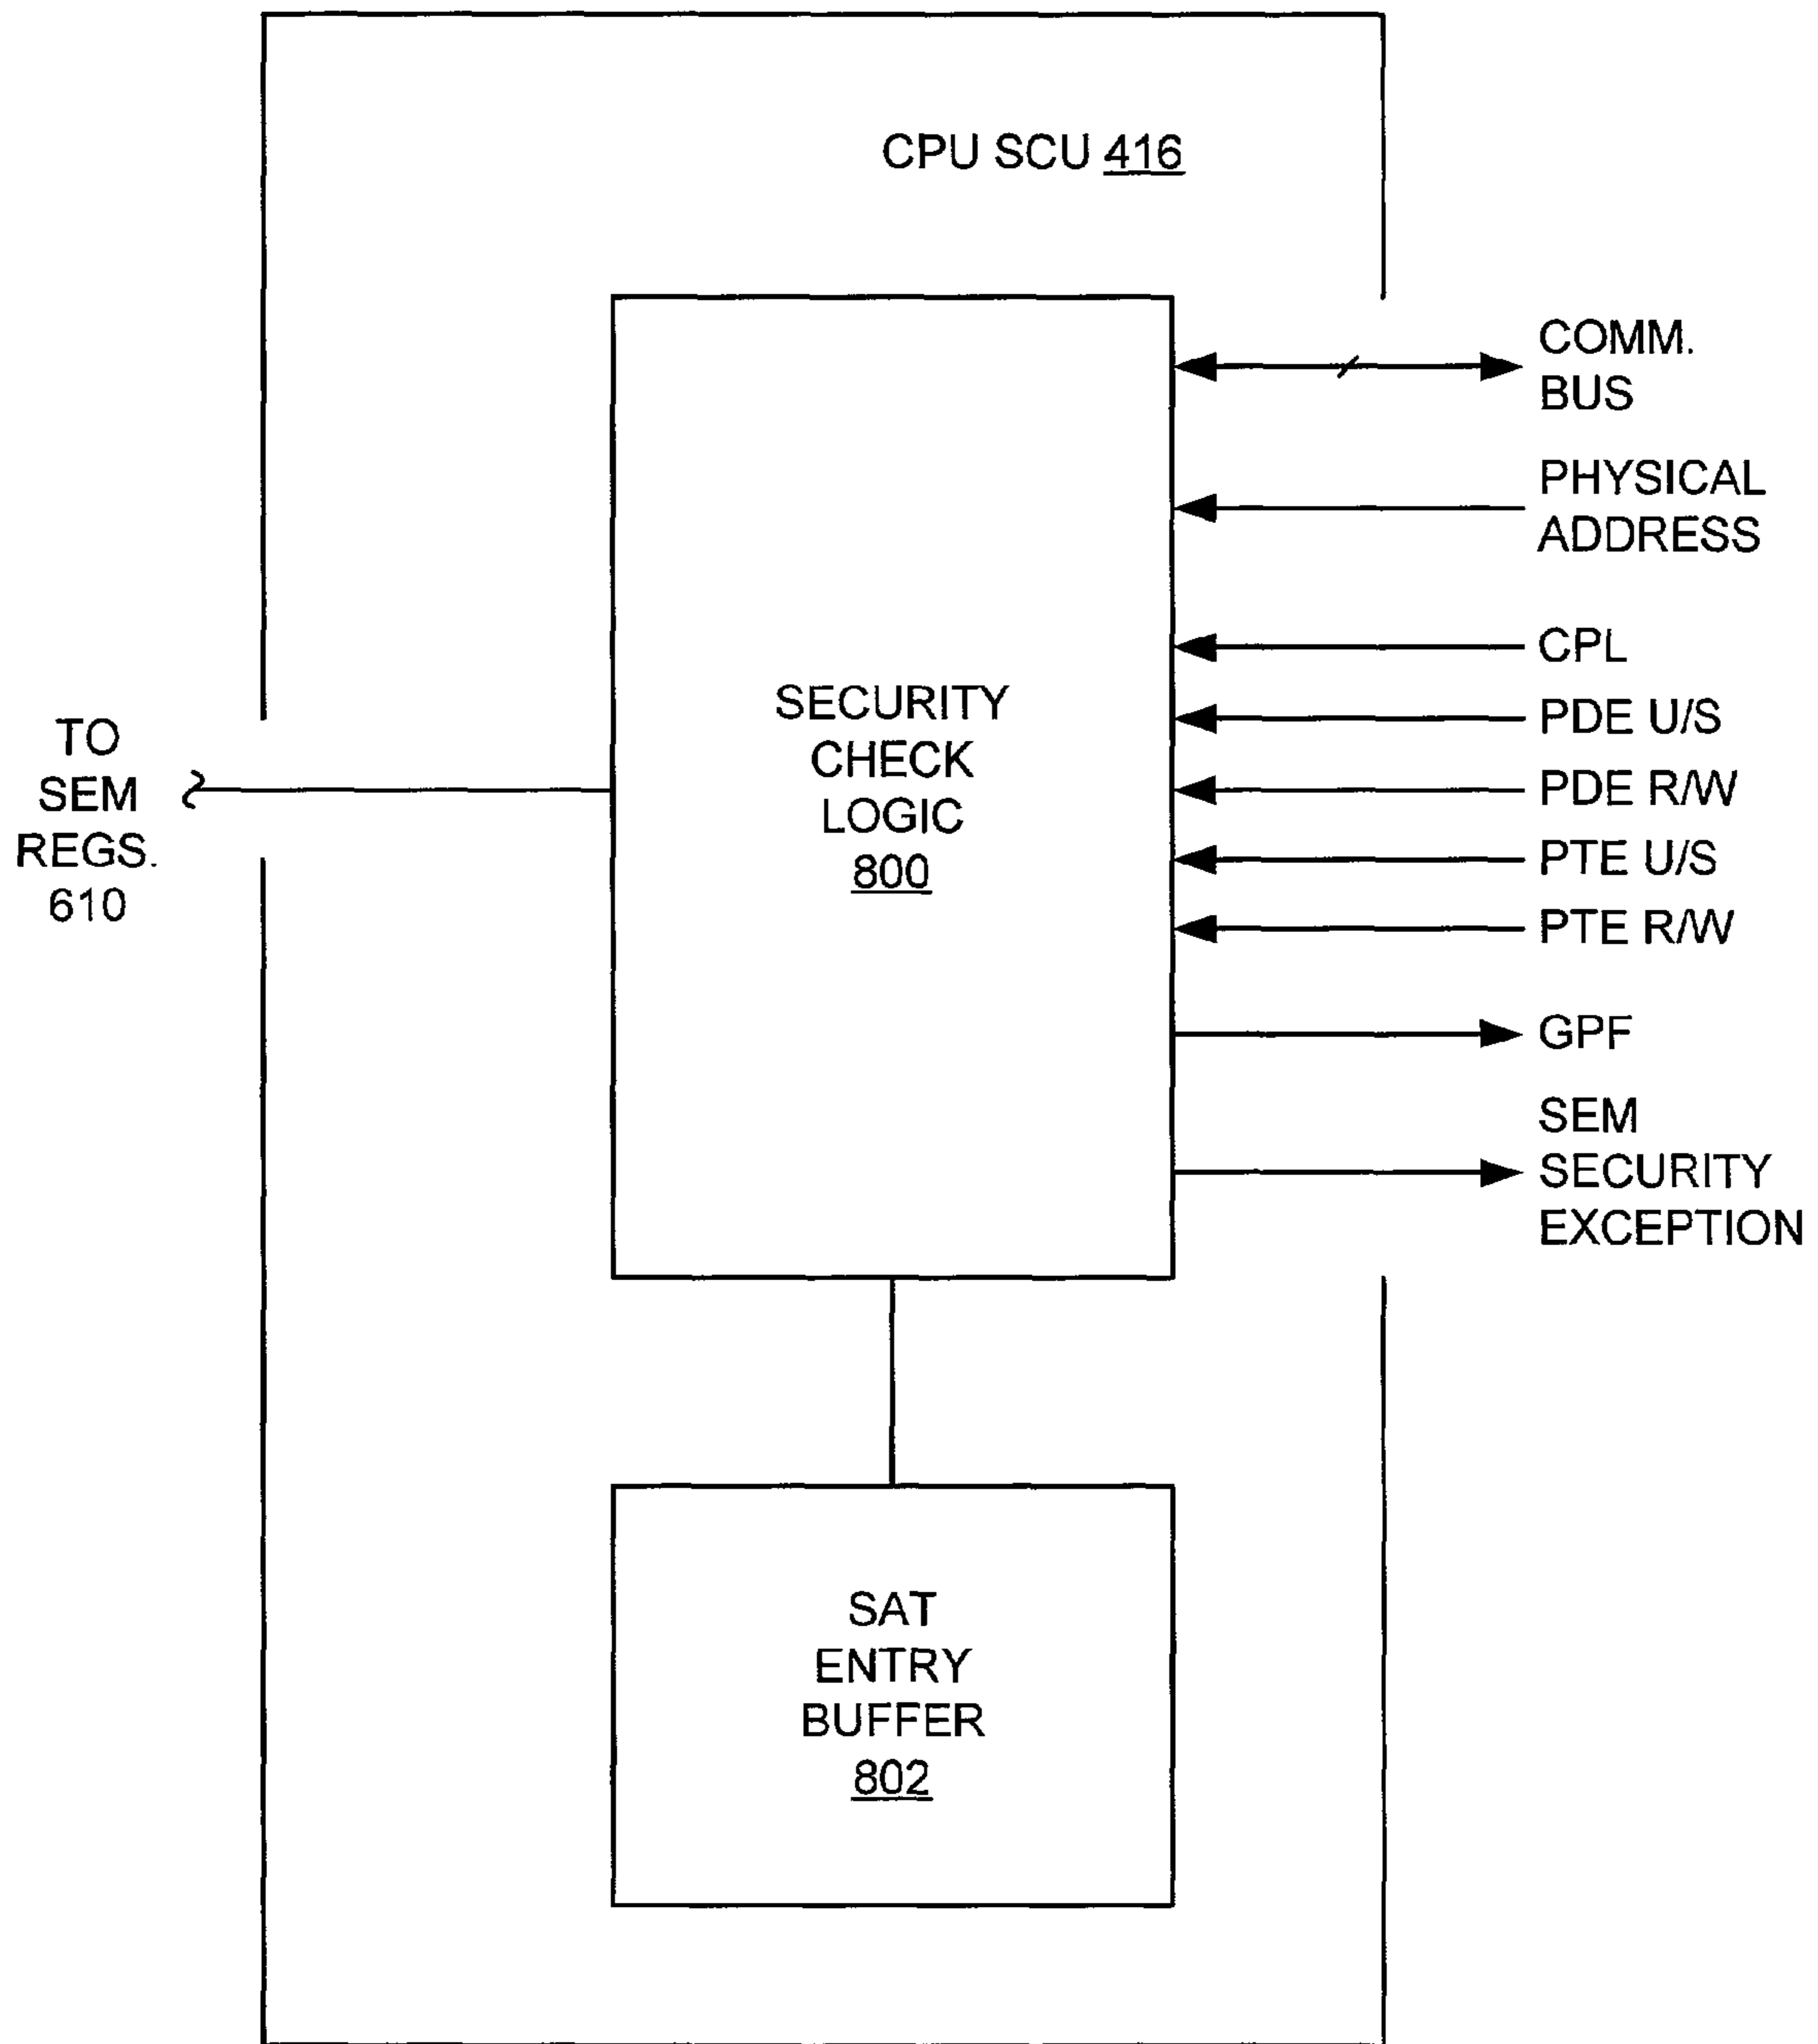 CPU SCU 416
COMM.
BUS
PHYSICAL
ADDRESS
CPL
PDE U/S
PDE R/W
PTE U/S
PTE R/W
GPF
SEM
SECURITY
EXCEPTION
SECURITY
CHECK
LOGIC
800
TO
SEM
REGS.
610
SAT
ENTRY
BUFFER
802